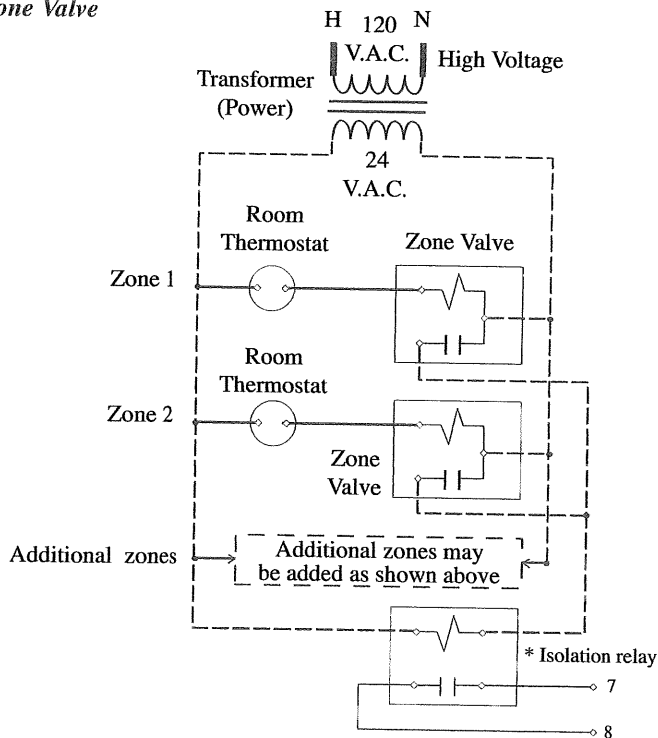 one Valve
H 120 N
V.A.C.
High Voltage
Transformer
(Power)
24
V.A.C.
Room
Thermostat
Zone Valve
Zone 1
Room
Thermostat
Zone 2
Zone
Valve
Additional zones
Additional zones may
be added as shown above
* Isolation relay
7
8